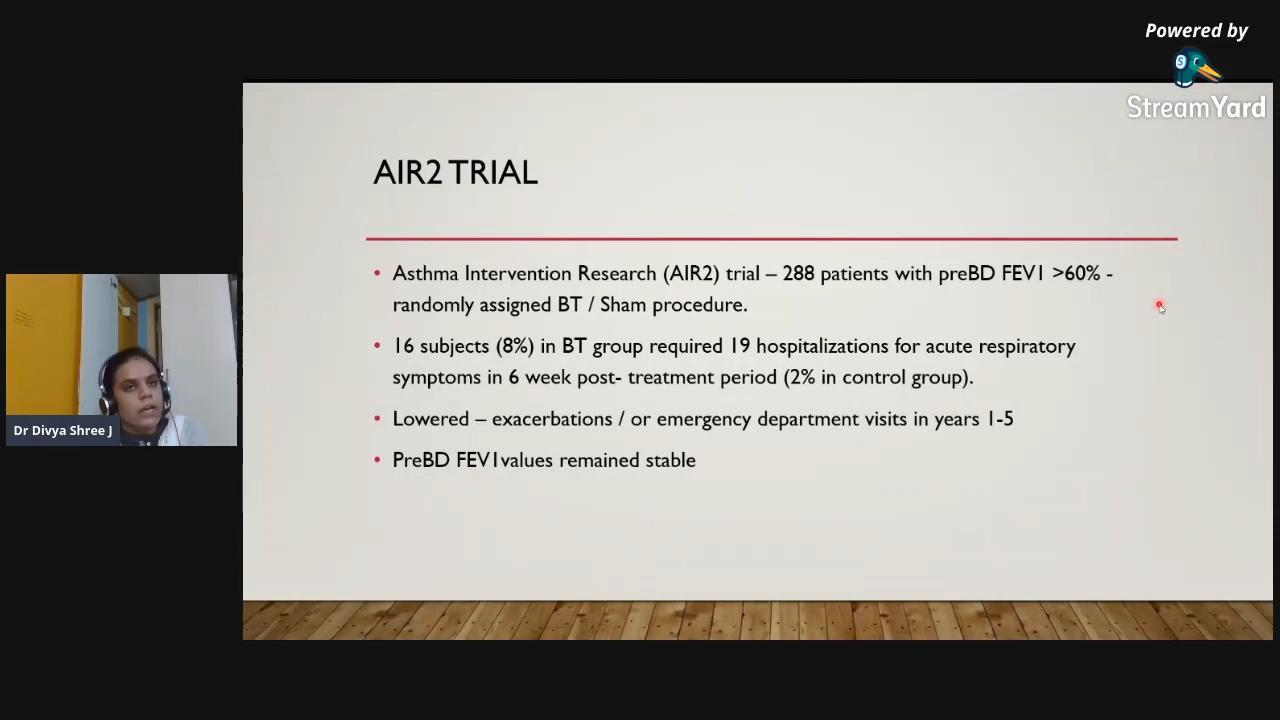 Powered by
StreamYard
AIR2 TRIAL
• Asthma Intervention Research (AIR2) trial – 288 patients with preBD FEV1 >60% -
randomly assigned BT / Sham procedure.
• 16 subjects (8%) in BT group required 19 hospitalizations for acute respiratory
symptoms in 6 week post- treatment period (2% in control group).
• Lowered – exacerbations / or emergency department visits in years 1-5
• PreBD FEV1values remained stable
Dr Divya Shree J